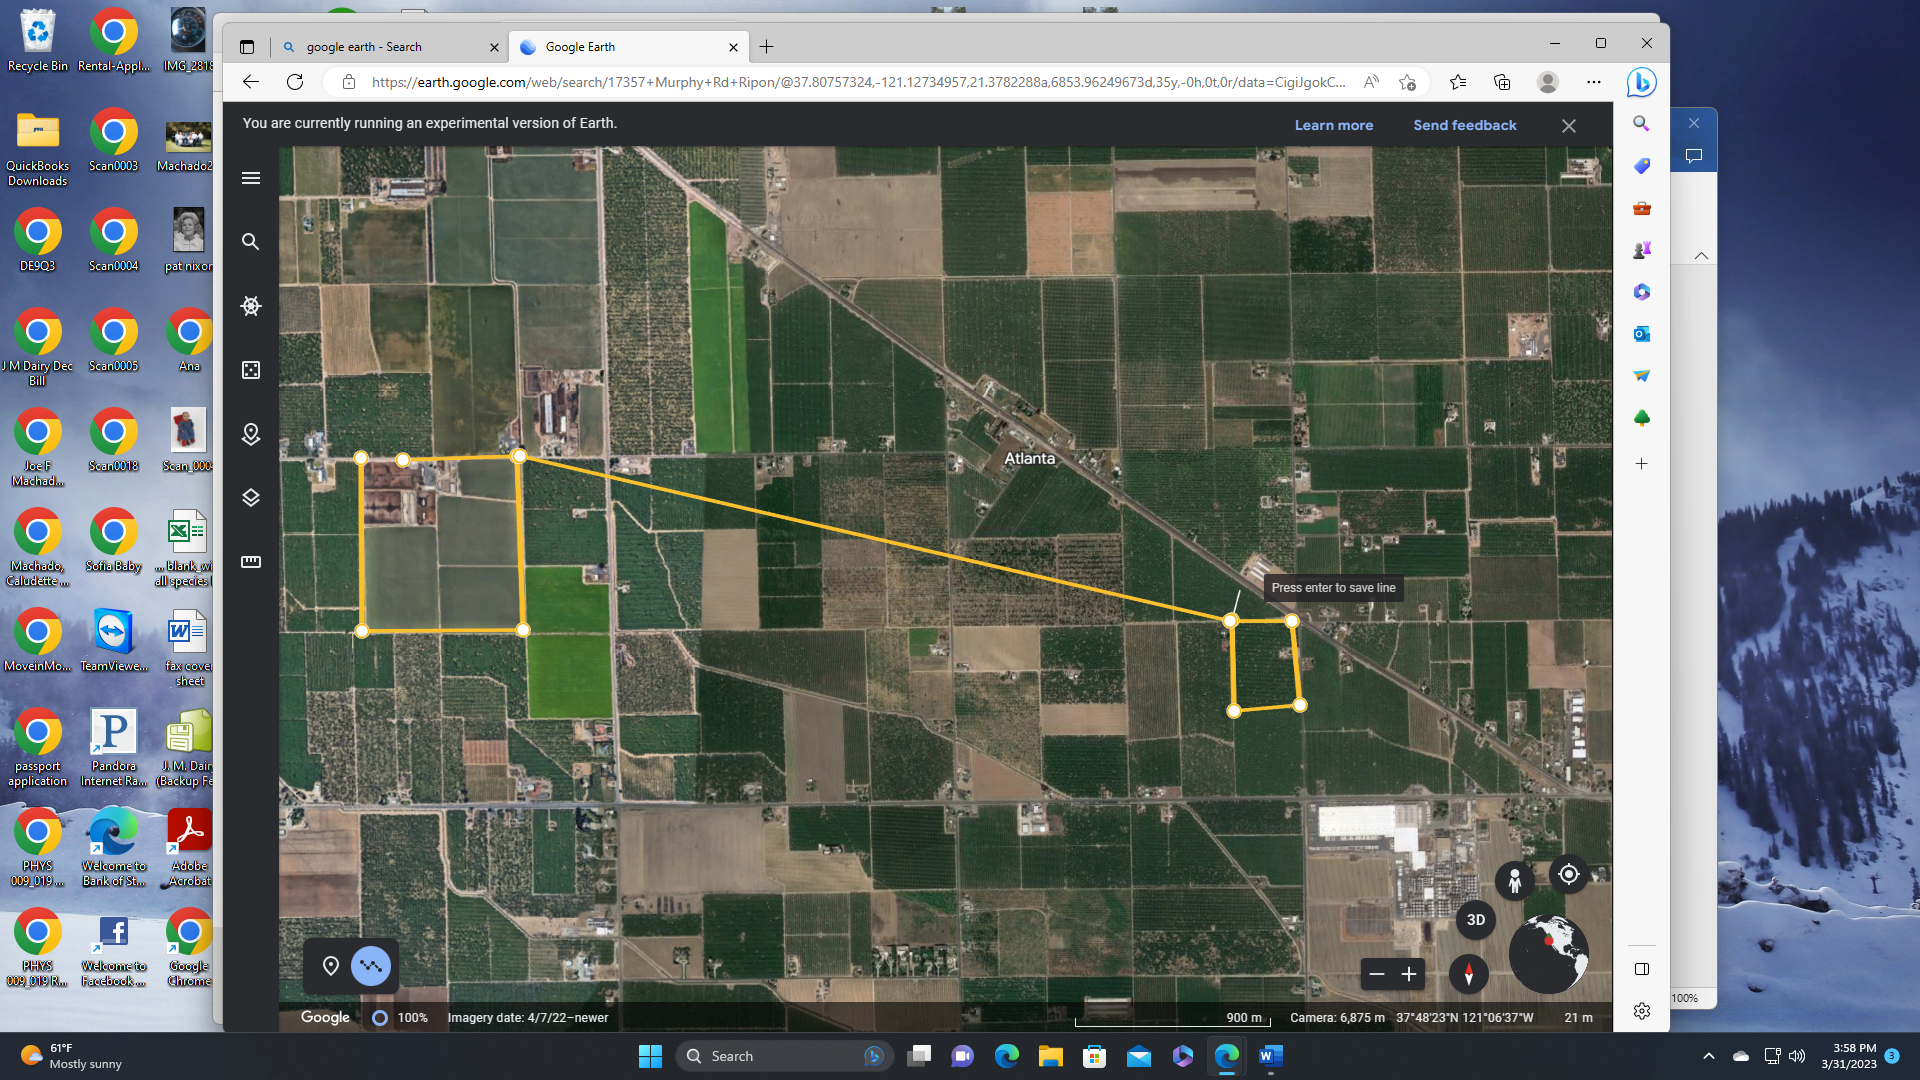 Recycle Bin
Rental-Appl...
IMG_2818
QuickBooks
Downloads
Scan0003
Machado2
DE9Q3
Scan0004
pat nixon
J M Dairy Dec
Bill
Scan0005
Ana
Joe F
Machad...
Scan0018
Scan_000
Machado,
Caludette ...
Sofia Baby
... blank_wi
all species
MoveinMo...
TeamViewe...
fax cover
sheet
passport
application
Pandora
Internet Ra...
J. M. Dair
(Backup Fe
PHYS
009_019 ...
Welcome to
Bank of St...
Adobe
Acrobat
PHYS
009_019 R...
Welcome to
Facebook ...
Google
Chrome
google earth - Search
Google Earth
https://earth.google.com/web/search/17357+Murphy+Rd+Ripon/@37.80757324,-121.12734957,21.3782288a,6853.96249673d,35y,-0h,0t,0r/data=CigiJgokC...
You are currently running an experimental version of Earth.
Learn more
Send feedback
Atlanta
Press enter to save line
3D
Google
100%
Imagery date: 4/7/22–newer
900 m
Camera: 6,875 m
37°48'23"N 121°06'37"W
21 m
100%
61°F
Mostly sunny
Search
3:58 PM
3/31/2023
3